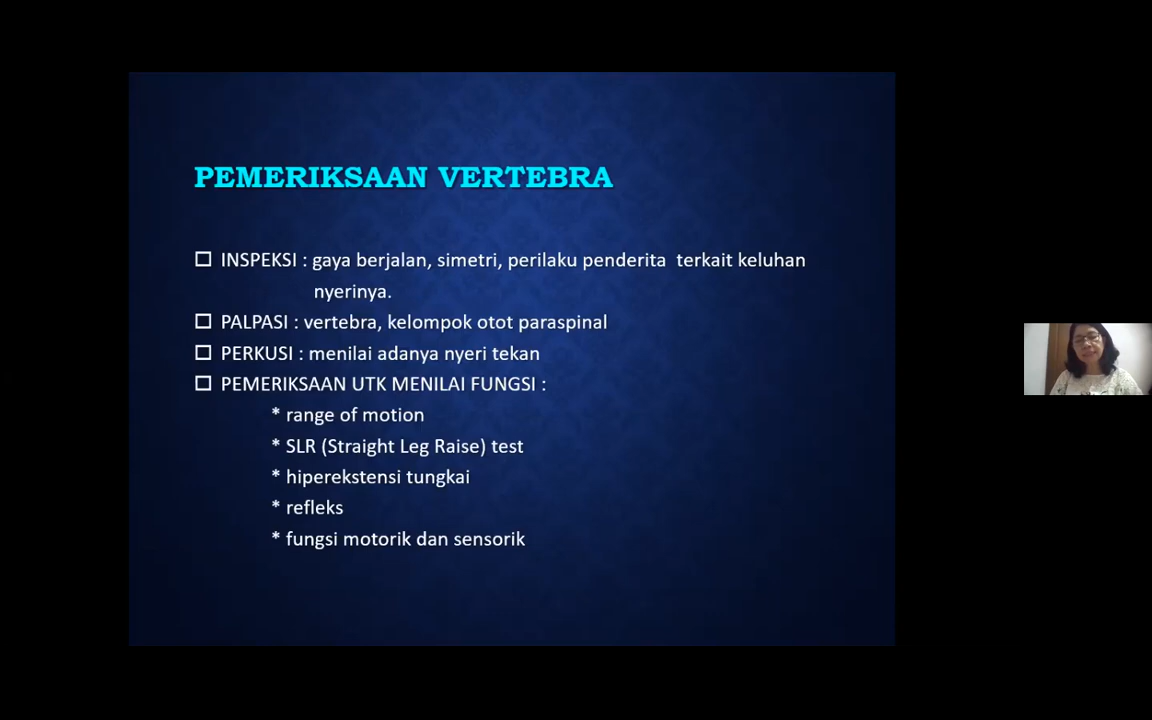 PEMERIKSAAN VERTEBRA
INSPEKSI : gaya berjalan, simetri, perilaku penderita terkait keluhan
nyerinya.
PALPASI : vertebra, kelompok otot paraspinal
PERKUSI : menilai adanya nyeri tekan
PEMERIKSAAN UTK MENILAI FUNGSI :
* range of motion
* SLR (Straight Leg Raise) test
* hiperekstensi tungkai
* refleks
* fungsi motorik dan sensorik